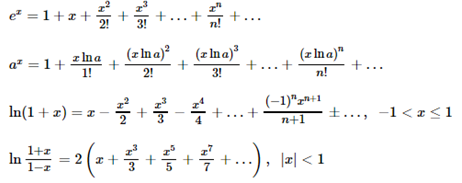 e^x = 1 + x + x^2/2! + x^3/3! + ... + x^n/n! + ...
a^x = 1 + x ln a/1! + (x ln a)^2/2! + (x ln a)^3/3! + ... + (x ln a)^n/n! + ...
ln(1 + x) = x − x^2/2 + x^3/3 − x^4/4 + ... + (−1)^n x^(n+1)/(n+1) ± ..., −1 < x ≤ 1
ln (1+x)/(1−x) = 2 (x + x^3/3 + x^5/5 + x^7/7 + ...), |x| < 1